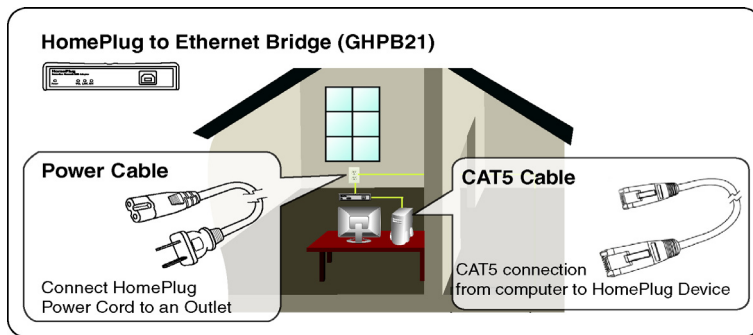 HomePlug to Ethernet Bridge (GHPB21)
HomePlug
Power Cable
Connect HomePlug
Power Cord to an Outlet
CAT5 Cable
CAT5 connection
from computer to HomePlug Device